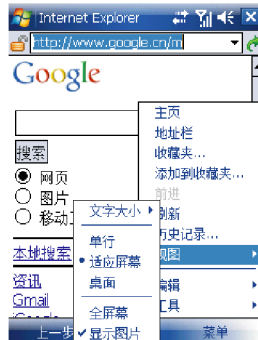 Internet Explorer
http://www.google.cn/m
Google
搜索
网页
图片
移动
本地搜索
资讯
Gmail
主页
地址栏
收藏夹...
添加到收藏夹...
前进
刷新
历史记录...
视图
编辑
工具
文字大小
单行
适应屏幕
桌面
全屏幕
显示图片
上一步
菜单